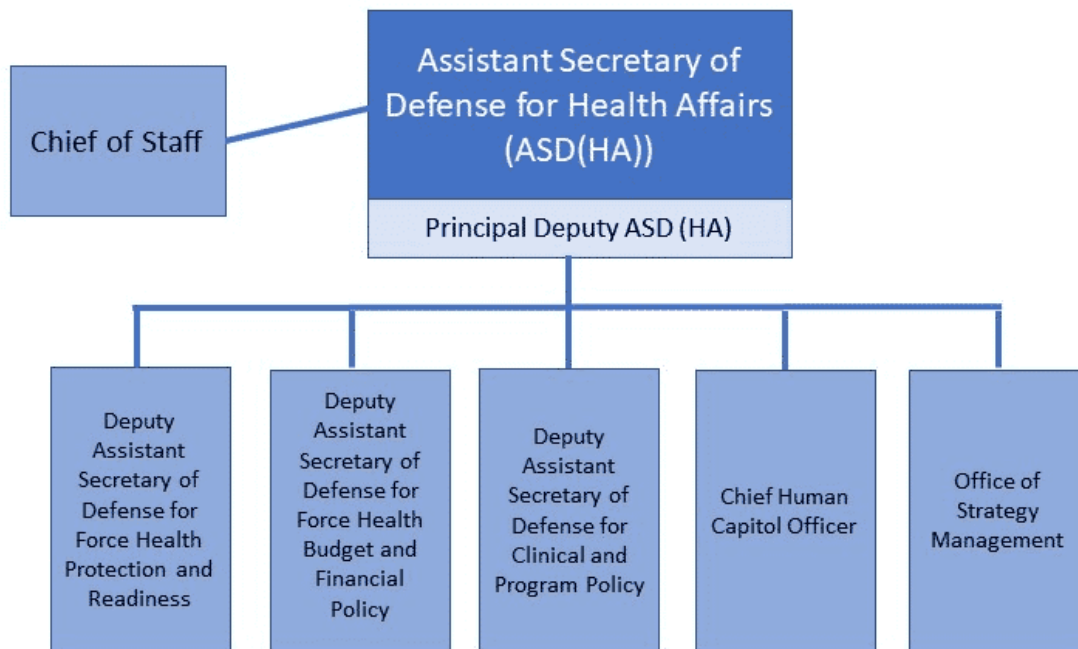 Assistant Secretary of
Defense for Health Affairs
(ASD(HA))
Chief of Staff
Principal Deputy ASD (HA)
Deputy
Assistant
Secretary of
Defense for
Force Health
Protection and
Readiness
Deputy
Assistant
Secretary of
Defense for
Force Health
Budget and
Financial
Policy
Deputy
Assistant
Secretary of
Defense for
Clinical and
Program Policy
Chief Human
Capitol Officer
Office of
Strategy
Management